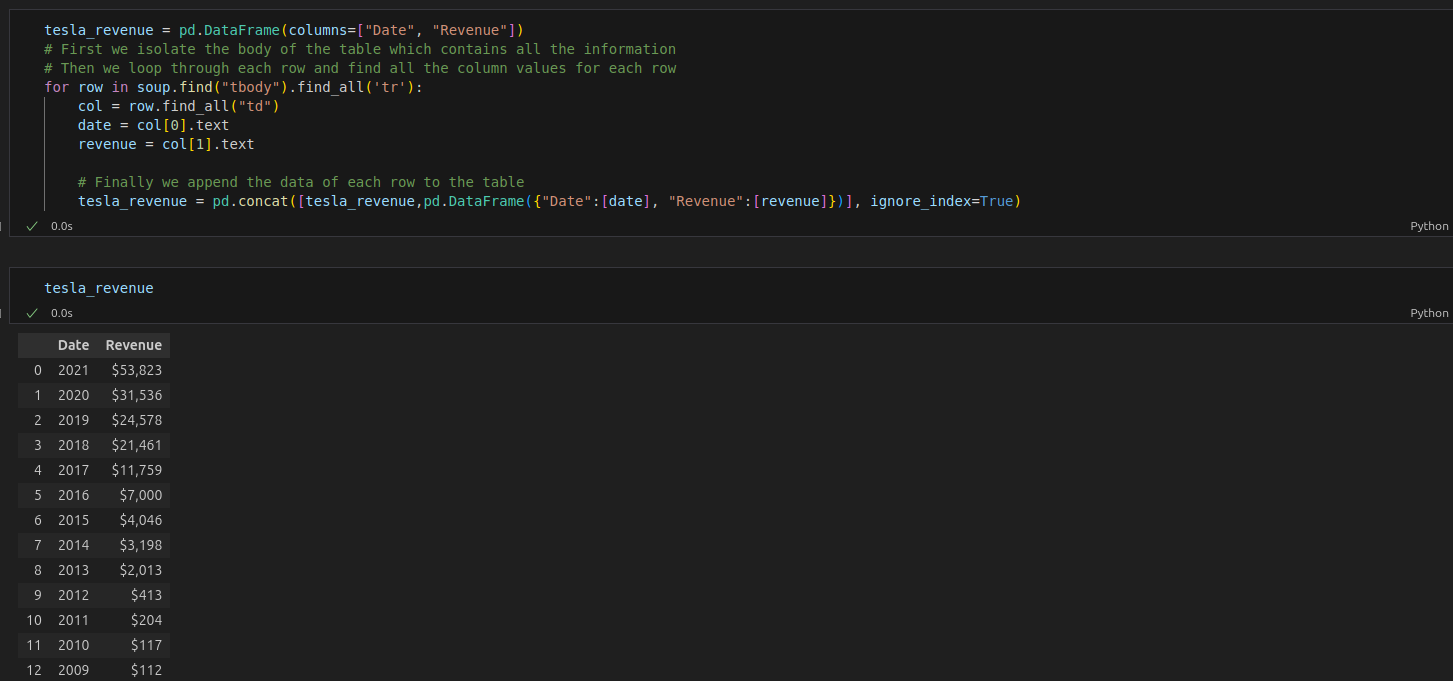 tesla_revenue = pd.DataFrame(columns=["Date", "Revenue"])
# First we isolate the body of the table which contains all the information
# Then we loop through each row and find all the column values for each row
for row in soup.find("tbody").find_all('tr'):
    col = row.find_all("td")
    date = col[0].text
    revenue = col[1].text
    # Finally we append the data of each row to the table
    tesla_revenue = pd.concat([tesla_revenue,pd.DataFrame({"Date":[date], "Revenue":[revenue]})], ignore_index=True)
✓ 0.0s Python
tesla_revenue
✓ 0.0s Python
Date Revenue
0 2021 $53,823
1 2020 $31,536
2 2019 $24,578
3 2018 $21,461
4 2017 $11,759
5 2016 $7,000
6 2015 $4,046
7 2014 $3,198
8 2013 $2,013
9 2012 $413
10 2011 $204
11 2010 $117
12 2009 $112